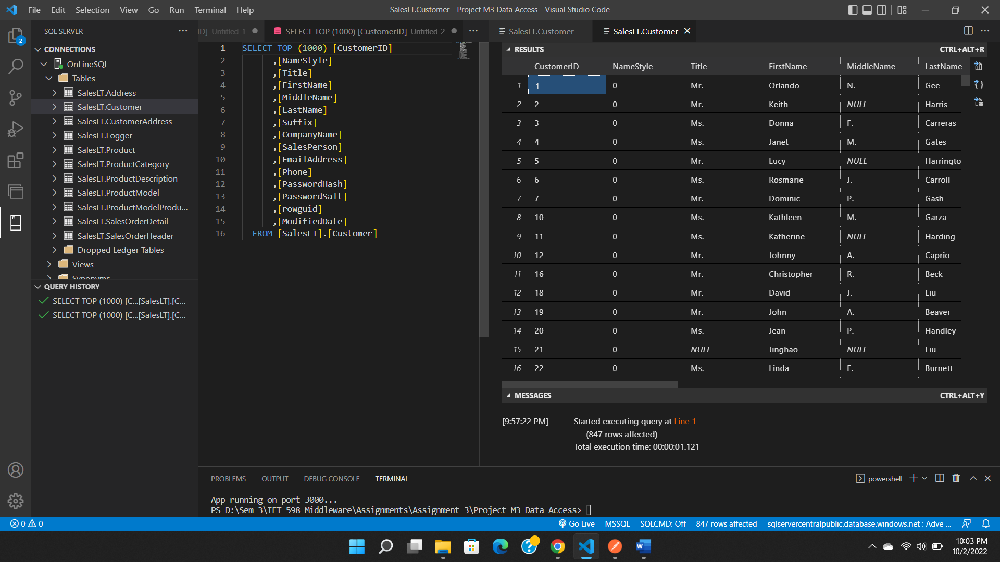 File Edit Selection View Go Run Terminal Help
SalesLT.Customer - Project M3 Data Access - Visual Studio Code
SQL SERVER
2
CONNECTIONS
OnLineSQL
Tables
SalesLT.Address
SalesLT.Customer
SalesLT.CustomerAddress
SalesLT.Logger
SalesLT.Product
SalesLT.ProductCategory
SalesLT.ProductDescription
SalesLT.ProductModel
SalesLT.ProductModelProdu...
SalesLT.SalesOrderDetail
SalesLT.SalesOrderHeader
Dropped Ledger Tables
Views
Synonyms
QUERY HISTORY
SELECT TOP (1000) [C...[SalesLT].[C...
SELECT TOP (1000) [C...[SalesLT].[C...
ID] Untitled-1
SELECT TOP (1000) [CustomerID] Untitled-2
1 SELECT TOP (1000) [CustomerID]
2 ,[NameStyle]
3 ,[Title]
4 ,[FirstName]
5 ,[MiddleName]
6 ,[LastName]
7 ,[Suffix]
8 ,[CompanyName]
9 ,[SalesPerson]
10 ,[EmailAddress]
11 ,[Phone]
12 ,[PasswordHash]
13 ,[PasswordSalt]
14 ,[rowguid]
15 ,[ModifiedDate]
16 FROM [SalesLT].[Customer]
SalesLT.Customer
SalesLT.Customer
RESULTS CTRL+ALT+R
CustomerID NameStyle Title FirstName MiddleName LastName
1 1 0 Mr. Orlando N. Gee
2 2 0 Mr. Keith NULL Harris
3 3 0 Ms. Donna F. Carreras
4 4 0 Ms. Janet M. Gates
5 5 0 Mr. Lucy NULL Harringto
6 6 0 Ms. Rosmarie J. Carroll
7 7 0 Mr. Dominic P. Gash
8 10 0 Ms. Kathleen M. Garza
9 11 0 Ms. Katherine NULL Harding
10 12 0 Mr. Johnny A. Caprio
11 16 0 Mr. Christopher R. Beck
12 18 0 Mr. David J. Liu
13 19 0 Mr. John A. Beaver
14 20 0 Ms. Jean P. Handley
15 21 0 NULL Jinghao NULL Liu
16 22 0 Ms. Linda E. Burnett
MESSAGES CTRL+ALT+Y
[9:57:22 PM] Started executing query at Line 1
(847 rows affected)
Total execution time: 00:00:01.121
PROBLEMS OUTPUT DEBUG CONSOLE TERMINAL
powershell
App running on port 3000...
PS D:\Sem 3\IFT 598 Middleware\Assignments\Assignment 3\Project M3 Data Access>
0 0
Go Live MSSQL SQLCMD: Off 847 rows affected sqlservercentralpublic.database.windows.net : Adve ...
10:03 PM
10/2/2022